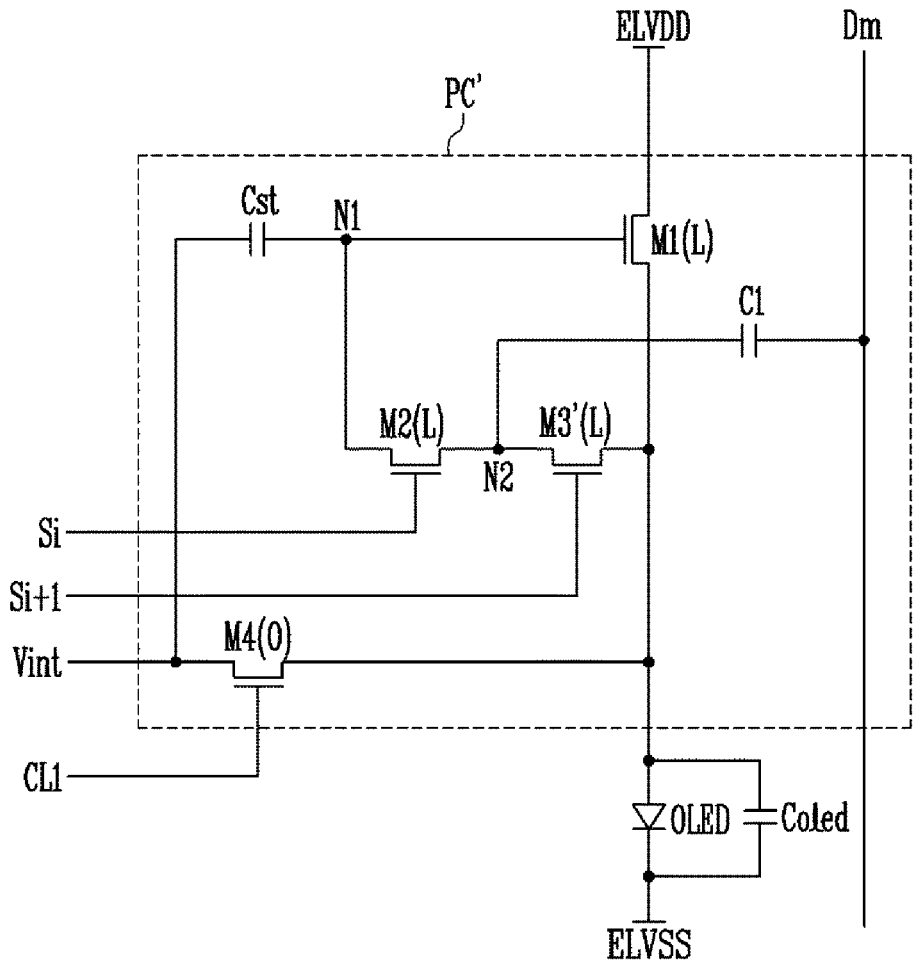 ELVDD
Dm
PC'
Cst
N1
M1(L)
C1
M2(L)
M3'(L)
N2
Si
Si+1
M4(O)
Vint
CL1
OLED
Coled
ELVSS